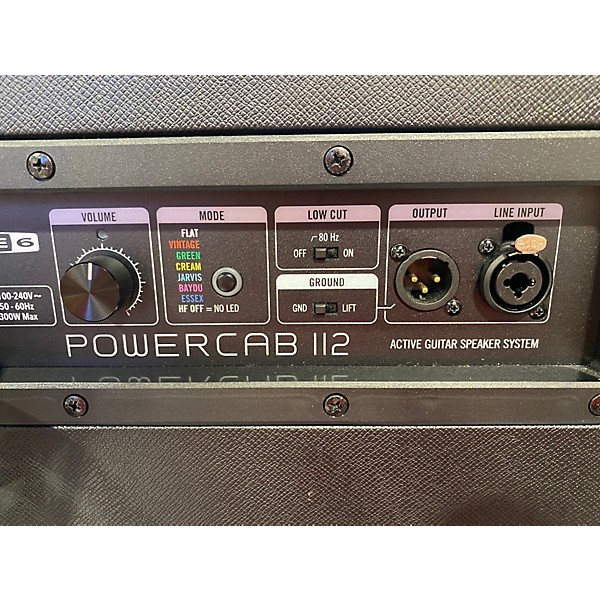 E6
100-240V~
50-60Hz
300W Max
VOLUME
MODE
FLAT
VINTAGE
GREEN
CREAM
JARVIS
BAYOU
ESSEX
HF OFF = NO LED
LOW CUT
80 Hz
OFF ON
GROUND
GND LIFT
OUTPUT
LINE INPUT
POWERCAB 112
ACTIVE GUITAR SPEAKER SYSTEM